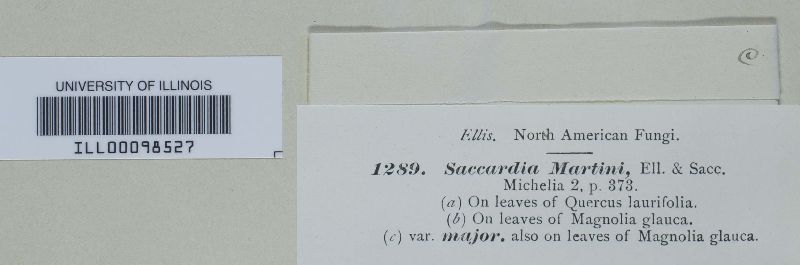 ©
UNIVERSITY OF ILLINOIS
ILL00098527
Ellis. North American Fungi.
1289. Saccardia Martini, Ell. & Sacc.
Michelia 2, p. 373.
(a) On leaves of Quercus laurifolia.
(b) On leaves of Magnolia glauca.
(c) var. major. also on leaves of Magnolia glauca.